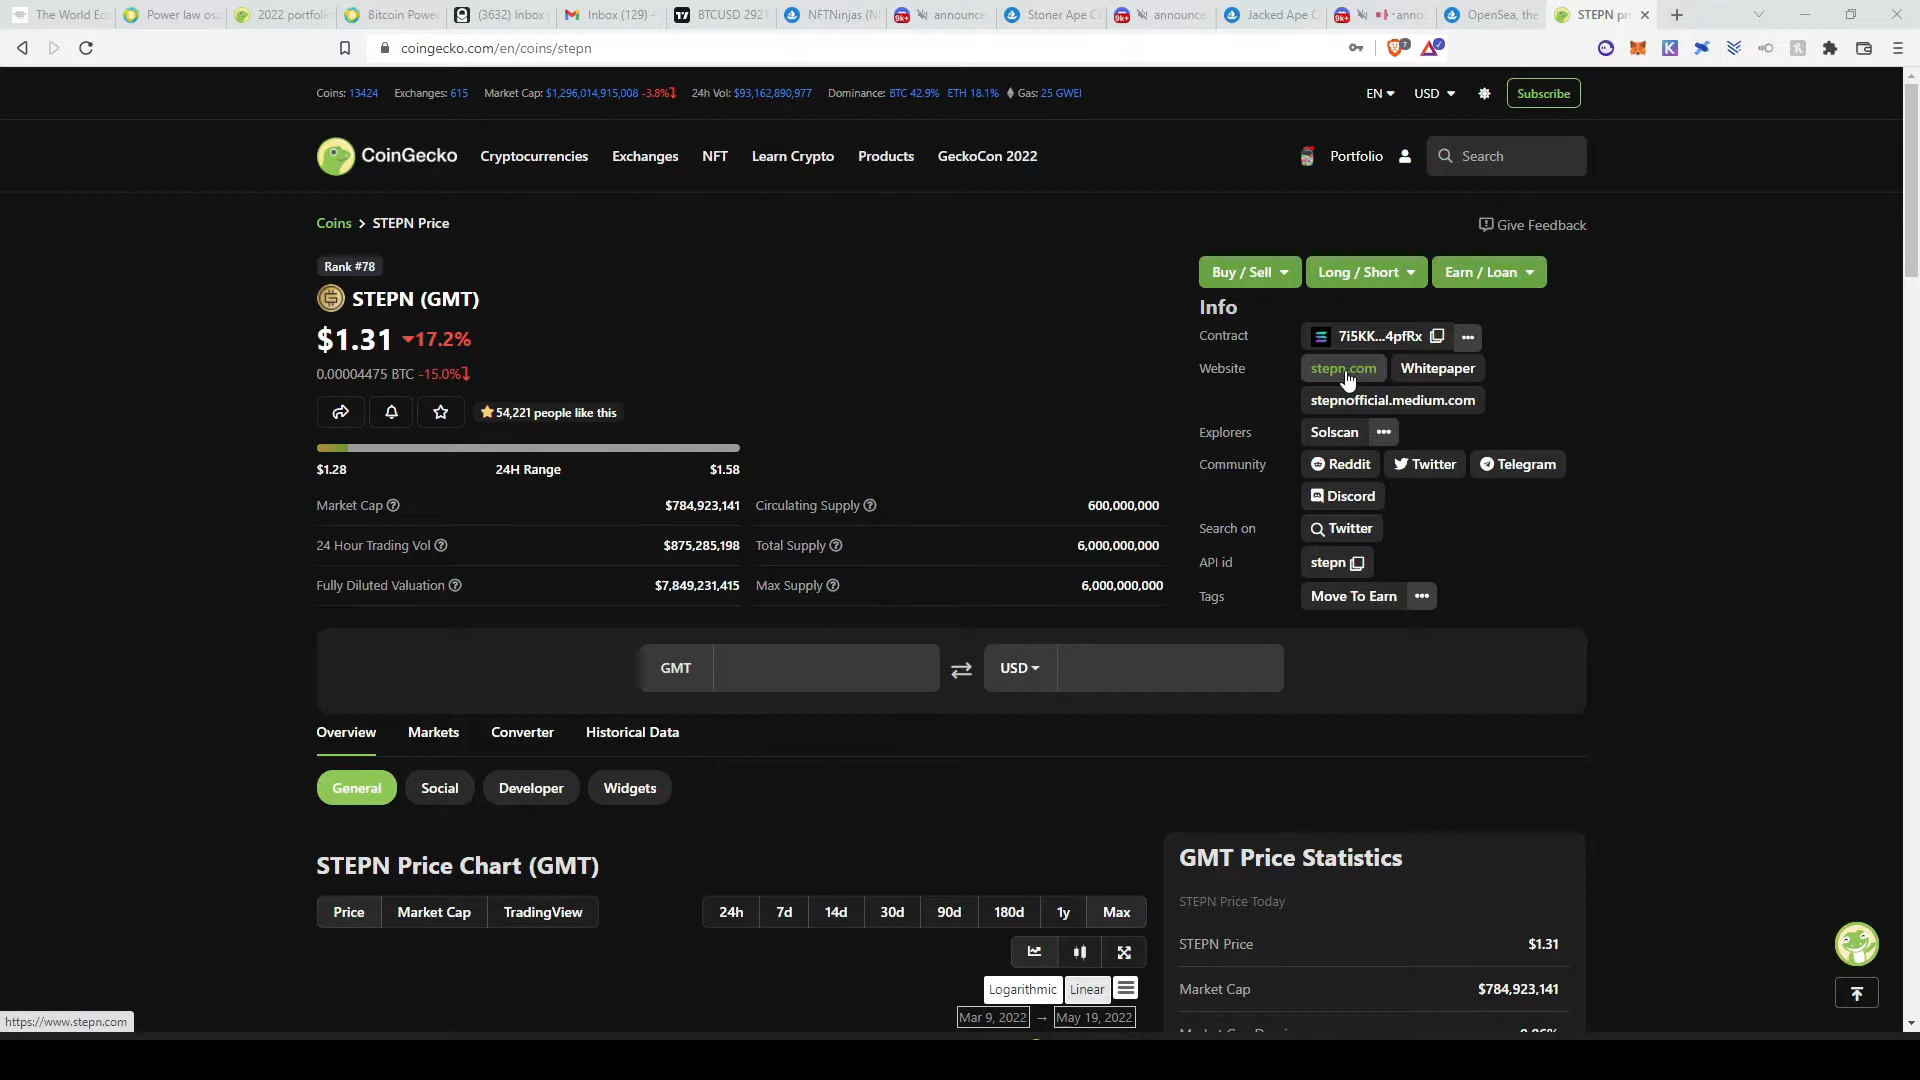 The World Ec
Power law osc
2022 portfoli
Bitcoin Power
(3632) Inbox
Inbox (129) -
BTCUSD 2921
NFTNinjas (N
announce
Stoner Ape C
announce
Jacked Ape C
anno
OpenSea, the
STEPN pr
coingecko.com/en/coins/stepn
Coins: 13424 Exchanges: 615 Market Cap: $1,296,014,915,008 -3.8% 24h Vol: $93,162,890,977 Dominance: BTC 42.9% ETH 18.1% Gas: 25 GWEI
EN USD Subscribe
CoinGecko Cryptocurrencies Exchanges NFT Learn Crypto Products GeckoCon 2022 Portfolio Search
Coins > STEPN Price
Give Feedback
Rank #78
STEPN (GMT)
$1.31 17.2%
0.00004475 BTC -15.0%
54,221 people like this
$1.28 24H Range $1.58
Market Cap $784,923,141
24 Hour Trading Vol $875,285,198
Fully Diluted Valuation $7,849,231,415
Circulating Supply 600,000,000
Total Supply 6,000,000,000
Max Supply 6,000,000,000
Buy / Sell Long / Short Earn / Loan
Info
Contract 7i5KK...4pfRx
Website stepn.com Whitepaper
stepnofficial.medium.com
Explorers Solscan
Community Reddit Twitter Telegram
Discord
Search on Twitter
API id stepn
Tags Move To Earn
GMT USD
Overview Markets Converter Historical Data
General Social Developer Widgets
STEPN Price Chart (GMT)
Price Market Cap TradingView
24h 7d 14d 30d 90d 180d 1y Max
Logarithmic Linear
Mar 9, 2022 → May 19, 2022
GMT Price Statistics
STEPN Price Today
STEPN Price $1.31
Market Cap $784,923,141
https://www.stepn.com